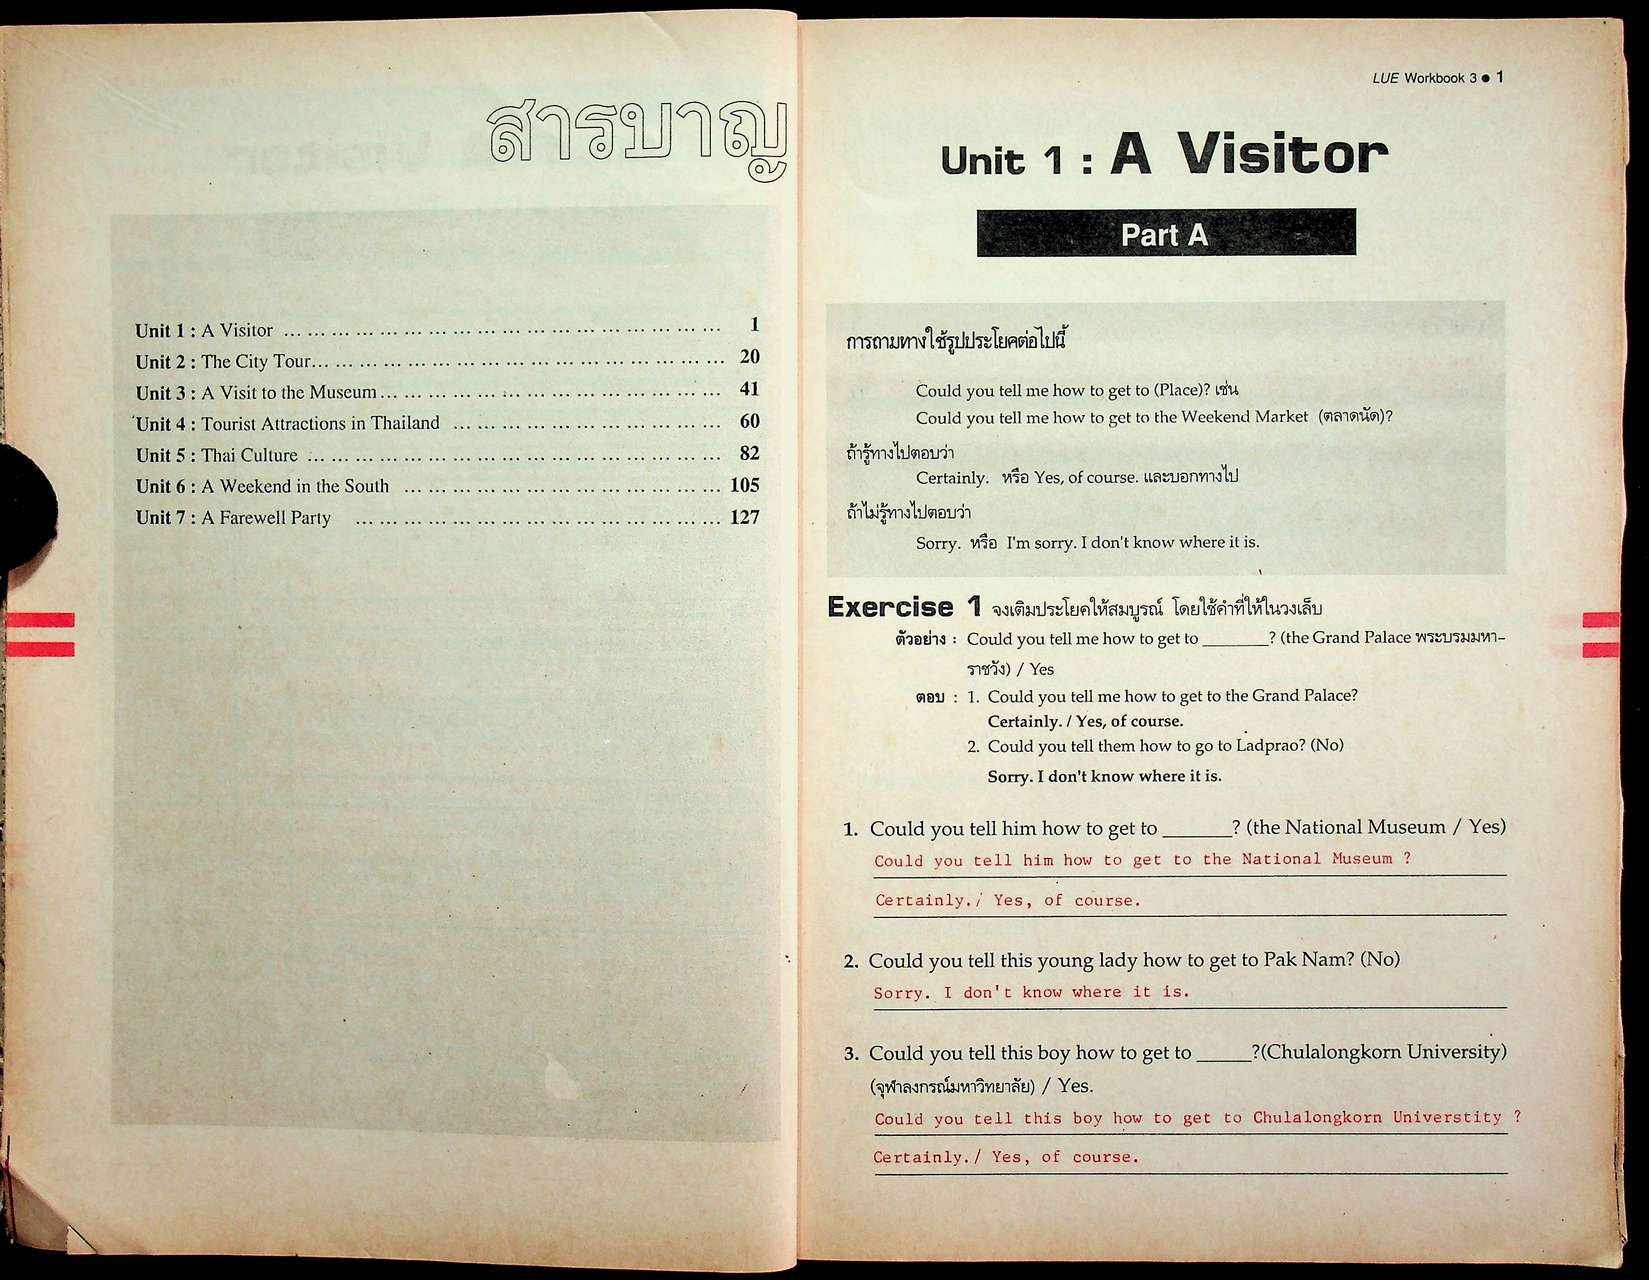 สารบาญ
Unit 1 : A Visitor ... ... ... ... ... ... ... ... ... ... ... ... ... ... ... ... ... ... 1
Unit 2 : The City Tour... ... ... ... ... ... ... ... ... ... ... ... ... ... ... ... ... 20
Unit 3 : A Visit to the Museum... ... ... ... ... ... ... ... ... ... ... ... ... ... 41
Unit 4 : Tourist Attractions in Thailand ... ... ... ... ... ... ... ... ... ... ... 60
Unit 5 : Thai Culture ... ... ... ... ... ... ... ... ... ... ... ... ... ... ... ... ... 82
Unit 6 : A Weekend in the South ... ... ... ... ... ... ... ... ... ... ... ... ... 105
Unit 7 : A Farewell Party ... ... ... ... ... ... ... ... ... ... ... ... ... ... ... 127
LUE Workbook 3 ● 1
Unit 1 : A Visitor
Part A
การถามทางใช้รูปประโยคต่อไปนี้
Could you tell me how to get to (Place)? เช่น
Could you tell me how to get to the Weekend Market (ตลาดนัด)?
ถ้ารู้ทางไปตอบว่า
Certainly. หรือ Yes, of course. และบอกทางไป
ถ้าไม่รู้ทางไปตอบว่า
Sorry. หรือ I'm sorry. I don't know where it is.
Exercise 1 จงเติมประโยคให้สมบูรณ์ โดยใช้คำที่ให้ในวงเล็บ
ตัวอย่าง : Could you tell me how to get to ________? (the Grand Palace พระบรมมหา-
ราชวัง) / Yes
ตอบ : 1. Could you tell me how to get to the Grand Palace?
Certainly. / Yes, of course.
2. Could you tell them how to go to Ladprao? (No)
Sorry. I don't know where it is.
1. Could you tell him how to get to _______? (the National Museum / Yes)
Could you tell him how to get to the National Museum ?
Certainly./ Yes, of course.
2. Could you tell this young lady how to get to Pak Nam? (No)
Sorry. I don't know where it is.
3. Could you tell this boy how to get to _____?(Chulalongkorn University)
(จุฬาลงกรณ์มหาวิทยาลัย) / Yes.
Could you tell this boy how to get to Chulalongkorn Universtity ?
Certainly./ Yes, of course.